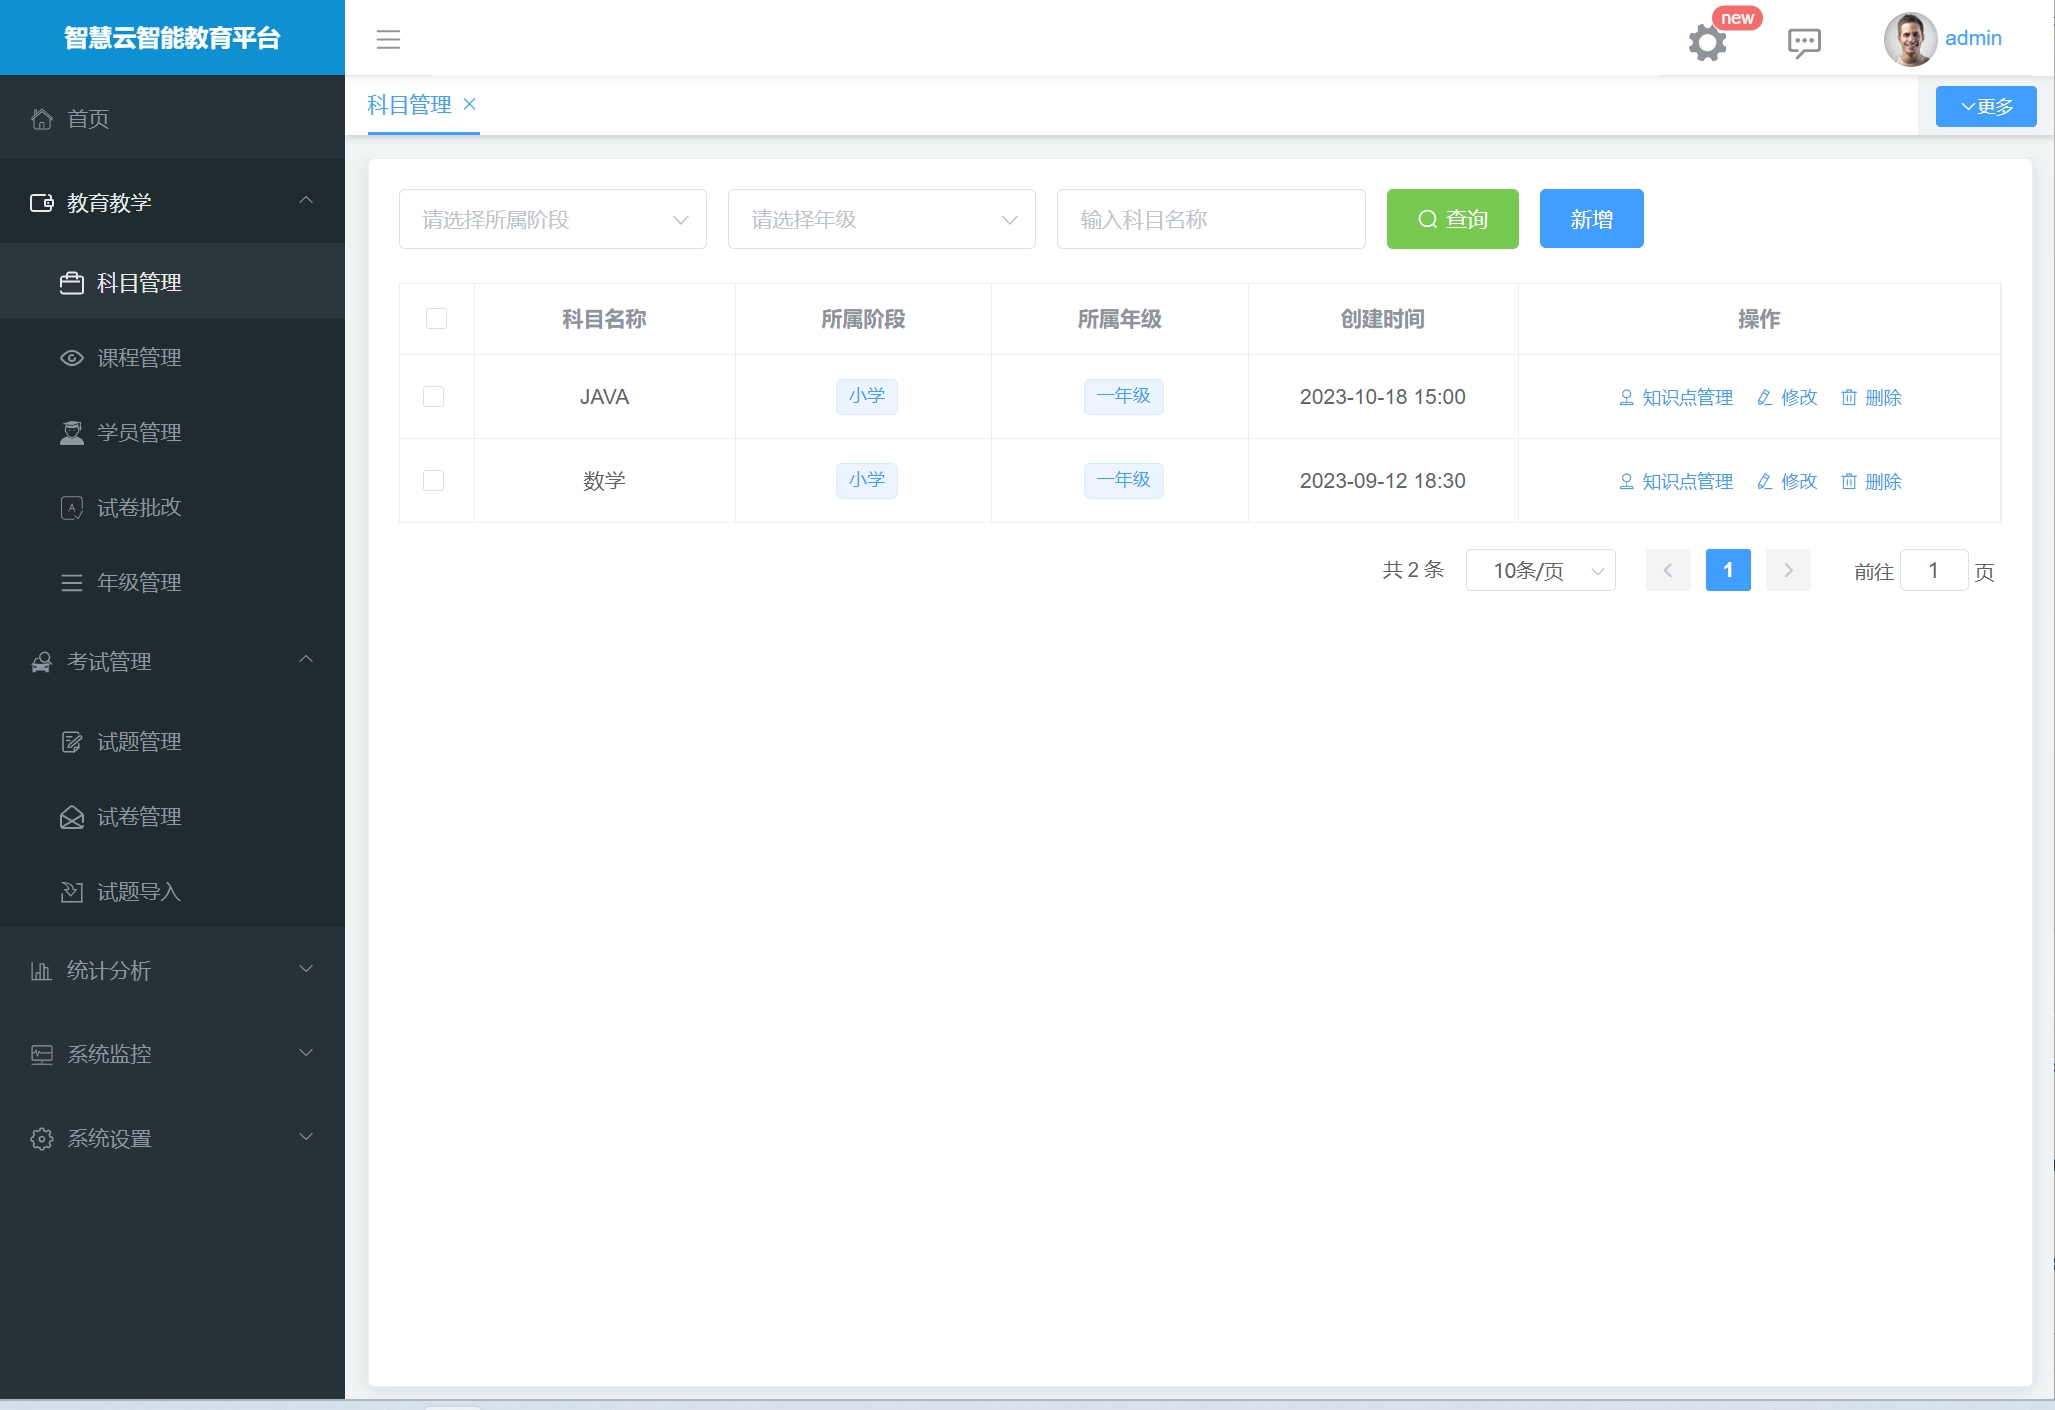 智慧云智能教育平台
new
admin
科目管理
更多
首页
教育教学
科目管理
课程管理
学员管理
试卷批改
年级管理
考试管理
试题管理
试卷管理
试题导入
统计分析
系统监控
系统设置
请选择所属阶段 请选择年级 输入科目名称 查询 新增
科目名称 所属阶段 所属年级 创建时间 操作
JAVA 小学 一年级 2023-10-18 15:00 知识点管理 修改 删除
数学 小学 一年级 2023-09-12 18:30 知识点管理 修改 删除
共 2 条 10条/页 1 前往 1 页